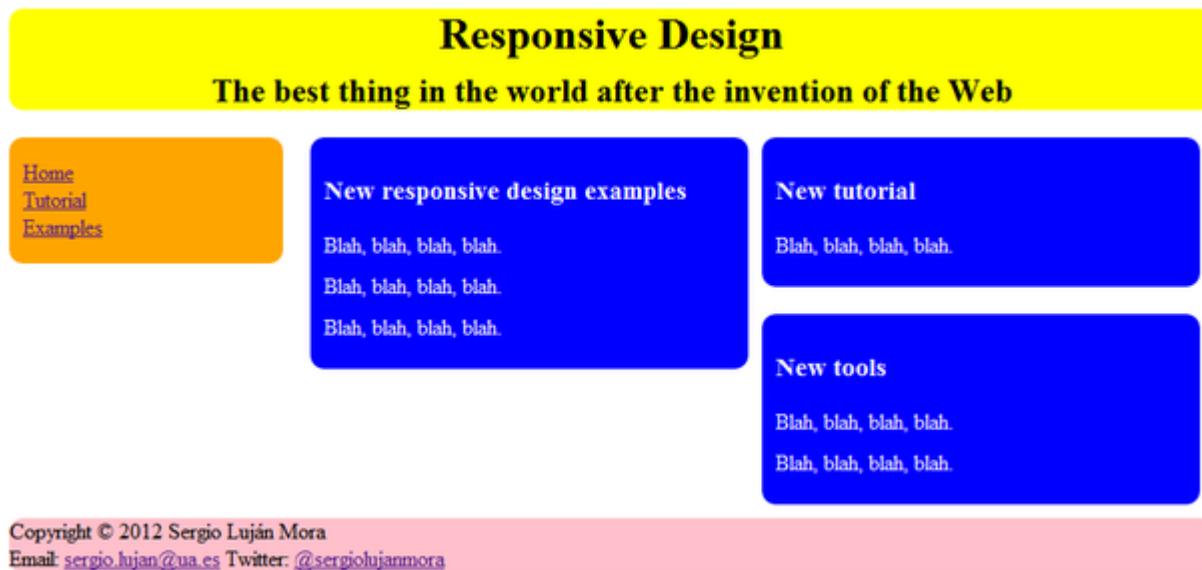 Responsive Design
The best thing in the world after the invention of the Web
Home
Tutorial
Examples
New responsive design examples
Blah, blah, blah, blah.
Blah, blah, blah, blah.
Blah, blah, blah, blah.
New tutorial
Blah, blah, blah, blah.
New tools
Blah, blah, blah, blah.
Blah, blah, blah, blah.
Copyright © 2012 Sergio Luján Mora
Email: sergio.lujan@ua.es Twitter: @sergiolujanmora